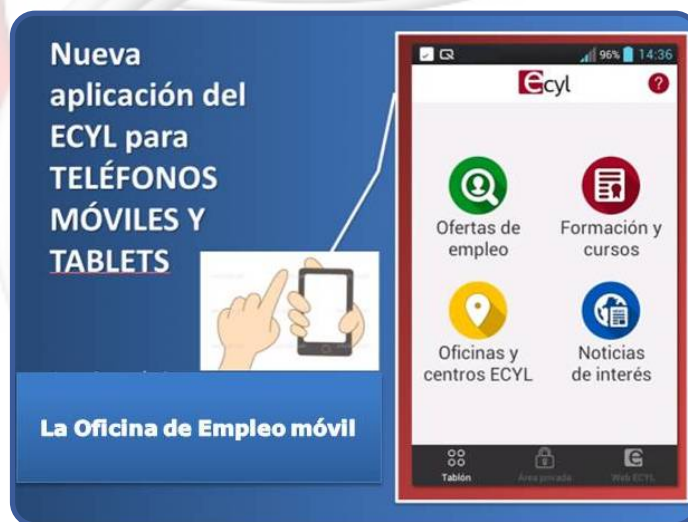 Nueva
aplicación del
ECYL para
TELÉFONOS
MÓVILES Y
TABLETS
La Oficina de Empleo móvil
96% 14:36
ecyl ?
Ofertas de
empleo
Formación y
cursos
Oficinas y
centros ECYL
Noticias
de interés
Tablón
Área privada
Web ECYL